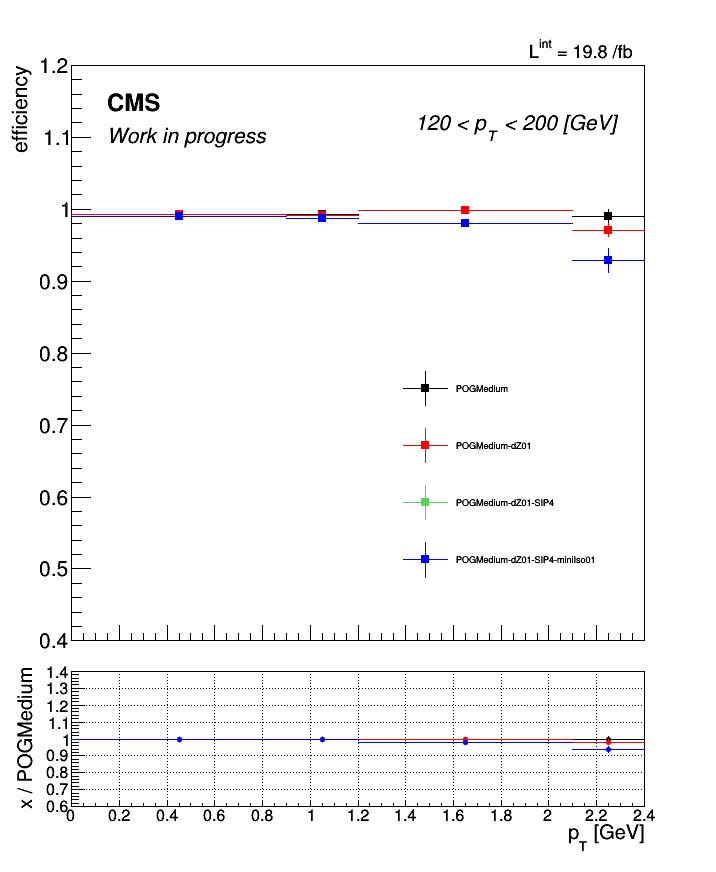 L^int = 19.8 /fb
efficiency
CMS
Work in progress
120 < p_T < 200 [GeV]
1.2
1.1
1
0.9
0.8
0.7
0.6
0.5
0.4
POGMedium
POGMedium-dZ01
POGMedium-dZ01-SIP4
POGMedium-dZ01-SIP4-miniIso01
x / POGMedium
1.4
1.3
1.2
1.1
1
0.9
0.8
0.7
0.6
0 0.2 0.4 0.6 0.8 1 1.2 1.4 1.6 1.8 2 2.2 2.4
p_T [GeV]